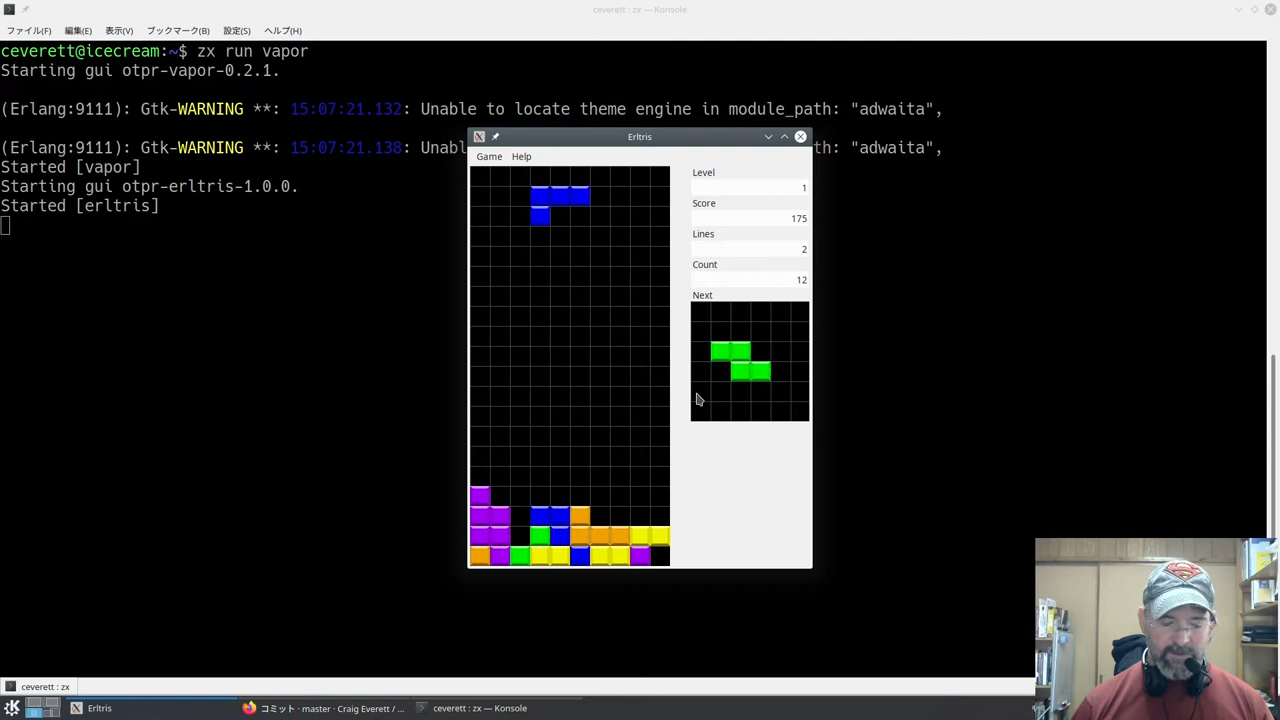 ceverett : zx — Konsole
ファイル(F) 編集(E) 表示(V) ブックマーク(B) 設定(S) ヘルプ(H)
ceverett@icecream:~$ zx run vapor
Starting gui otpr-vapor-0.2.1.
(Erlang:9111): Gtk-WARNING **: 15:07:21.132: Unable to locate theme engine in module_path: "adwaita",
(Erlang:9111): Gtk-WARNING **: 15:07:21.138: Unabl th: "adwaita",
Started [vapor]
Starting gui otpr-erltris-1.0.0.
Started [erltris]
Erltris
Game Help
Level
1
Score
175
Lines
2
Count
12
Next
ceverett : zx
Erltris
コミット · master · Craig Everett / ...
ceverett : zx — Konsole